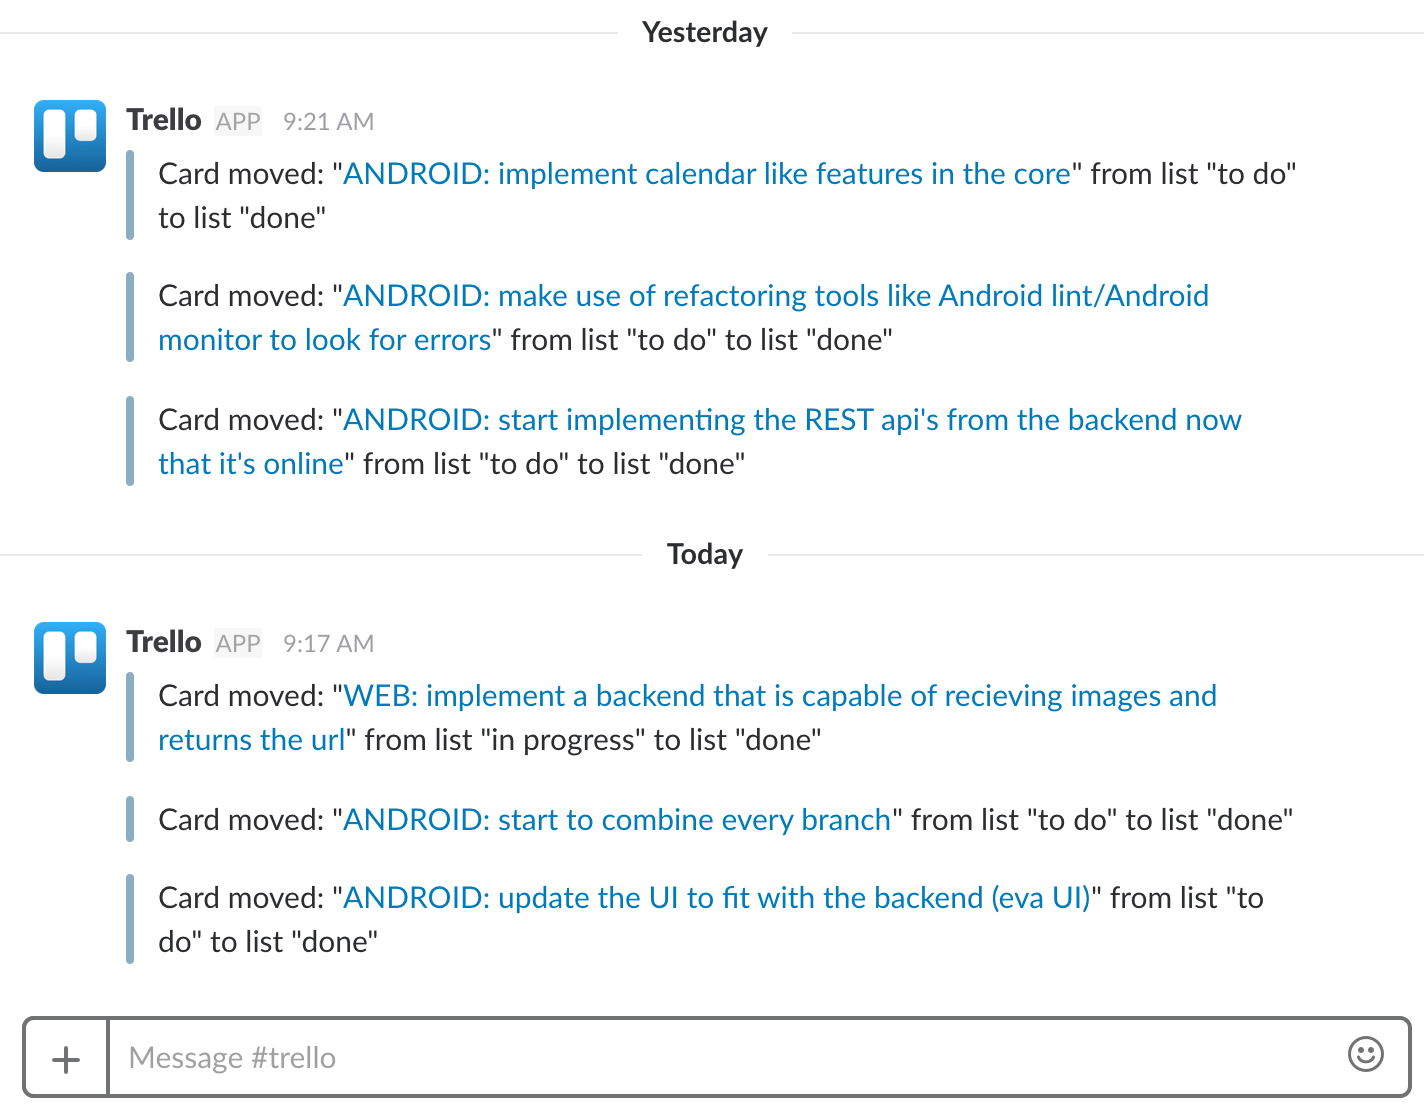 Yesterday
Trello APP 9:21 AM
Card moved: "ANDROID: implement calendar like features in the core" from list "to do"
to list "done"
Card moved: "ANDROID: make use of refactoring tools like Android lint/Android
monitor to look for errors" from list "to do" to list "done"
Card moved: "ANDROID: start implementing the REST api's from the backend now
that it's online" from list "to do" to list "done"
Today
Trello APP 9:17 AM
Card moved: "WEB: implement a backend that is capable of recieving images and
returns the url" from list "in progress" to list "done"
Card moved: "ANDROID: start to combine every branch" from list "to do" to list "done"
Card moved: "ANDROID: update the UI to fit with the backend (eva UI)" from list "to
do" to list "done"
Message #trello